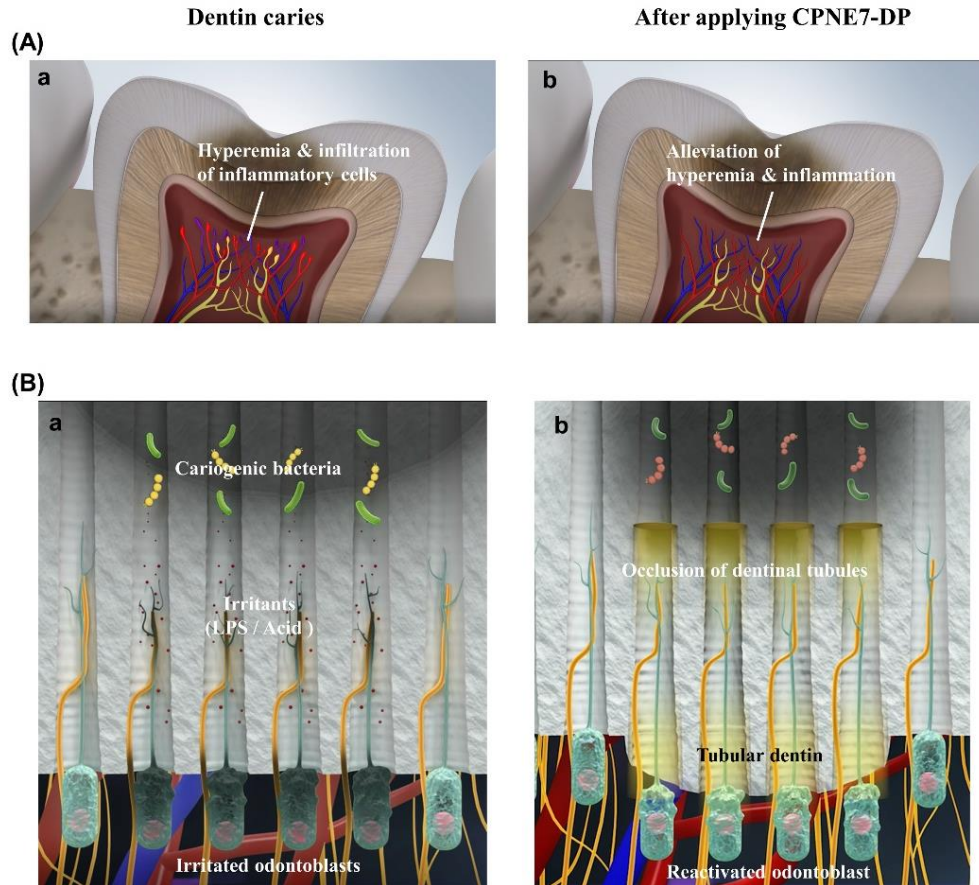 Dentin caries
After applying CPNE7-DP
(A)
a
Hyperemia & infiltration
of inflammatory cells
b
Alleviation of
hyperemia & inflammation
(B)
a
Cariogenic bacteria
Irritants
(LPS / Acid )
Irritated odontoblasts
b
Occlusion of dentinal tubules
Tubular dentin
Reactivated odontoblast